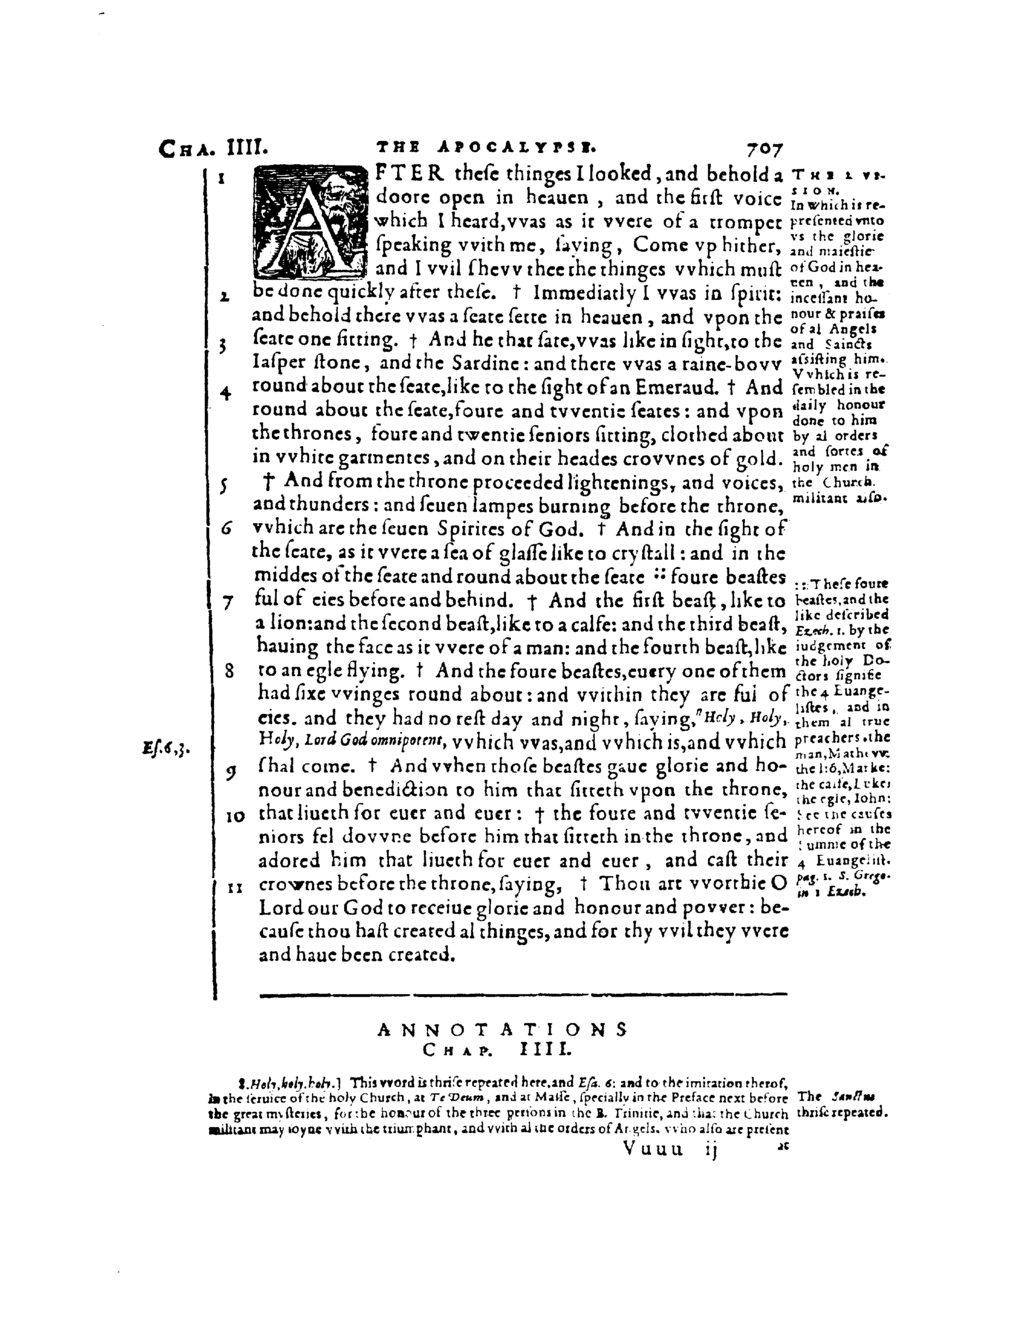 CHA. IIII. THE APOCALYPSE. 707
1 AFTER theſe thinges I looked, and behold a
doore open in heauen, and the firſt voice
which I heard, vvas as it vvere of a trompet
ſpeaking vvith me, ſaying, Come vp hither,
and I vvil ſhevv thee the thinges vvhich muſt
2 be done quickly after theſe. † Immediatly I vvas in ſpirit:
and behold there vvas a ſeate ſette in heauen, and vpon the
3 ſeate one ſitting. † And he that ſate, vvas like in ſight, to the
Iaſper ſtone, and the Sardine: and there vvas a raine-bovv
4 round about the ſeate, like to the ſight of an Emeraud. † And
round about the ſeate, foure and tvventie ſeates: and vpon
the thrones, foure and twentie ſeniors ſitting, clothed about
in vvhite garmentes, and on their heades crovvnes of gold.
5 † And from the throne proceeded lightenings, and voices,
and thunders: and ſeuen lampes burning before the throne,
6 vvhich are the ſeuen Spirites of God. † And in the ſight of
the ſeate, as it vvere a ſea of glaſſe like to cryſtall: and in the
middes of the ſeate and round about the ſeate :: foure beaſtes
7 ful of eies before and behind. † And the firſt beaſt, like to
a lion: and the ſecond beaſt, like to a calfe: and the third beaſt,
hauing the face as it vvere of a man: and the fourth beaſt, like
8 to an egle flying. † And the foure beaſtes, euery one of them
had ſixe vvinges round about: and vvithin they are ful of
eies. and they had no reſt day and night, ſaying, "Holy, Holy,
Holy, Lord God omnipotent, vvhich vvas, and vvhich is, and vvhich
9 ſhal come. † And vvhen thoſe beaſtes gaue glorie and ho-
nour and benediction to him that ſitteth vpon the throne,
10 that liueth for euer and euer: † the foure and tvventie ſe-
niors fel dovvne before him that ſitteth in the throne, and
adored him that liueth for euer and euer, and caſt their
11 crownes before the throne, ſaying, † Thou art vvorthie O
Lord our God to receiue glorie and honour and povver: be-
cauſe thou haſt created al thinges, and for thy vvil they vvere
and haue been created.
Eſ. 6,3.
THE 2 VI-
SION.
In which is re-
preſented vnto
vs the glorie
and maieſtie
of God in hea-
uen, and the
inceſſant ho-
nour & praiſes
of al Angels
and Saincts
aſsiſting him.
Vvhich is re-
ſembled in the
daily honour
done to him
by al orders
and ſortes of
holy men in
the Church
militant alſo.
:: Theſe foure
beaſtes, and the
like deſcribed
Ezech. 1. by the
iudgement of
the holy Do-
ctors ſignifie
the 4 Euange-
liſtes, and in
them al true
preachers. the
man, Mathevv:
the liõ, Marke:
the calfe, Luke:
the egle, Iohn:
See the cauſes
hereof in the
ſumme of the
4 Euangeliſt.
pag. 1. S. Grego.
in 1 Ezech.
ANNOTATIONS
CHAP. IIII.
8. Holy, holy, holy.] This vvord is thriſe repeated here, and Eſa. 6: and to the imitation therof,
in the ſeruice of the holy Church, at Te Deum, and at Maſſe, ſpecially in the Preface next before
the great myſteries, for the honour of the three perſons in the B. Trinitie, and that the Church
militant may ioyne vvith the triumphant, and vvith al the orders of Angels, vvho alſo are preſent
The Sanctus
thriſe repeated.
Vuuu ij at